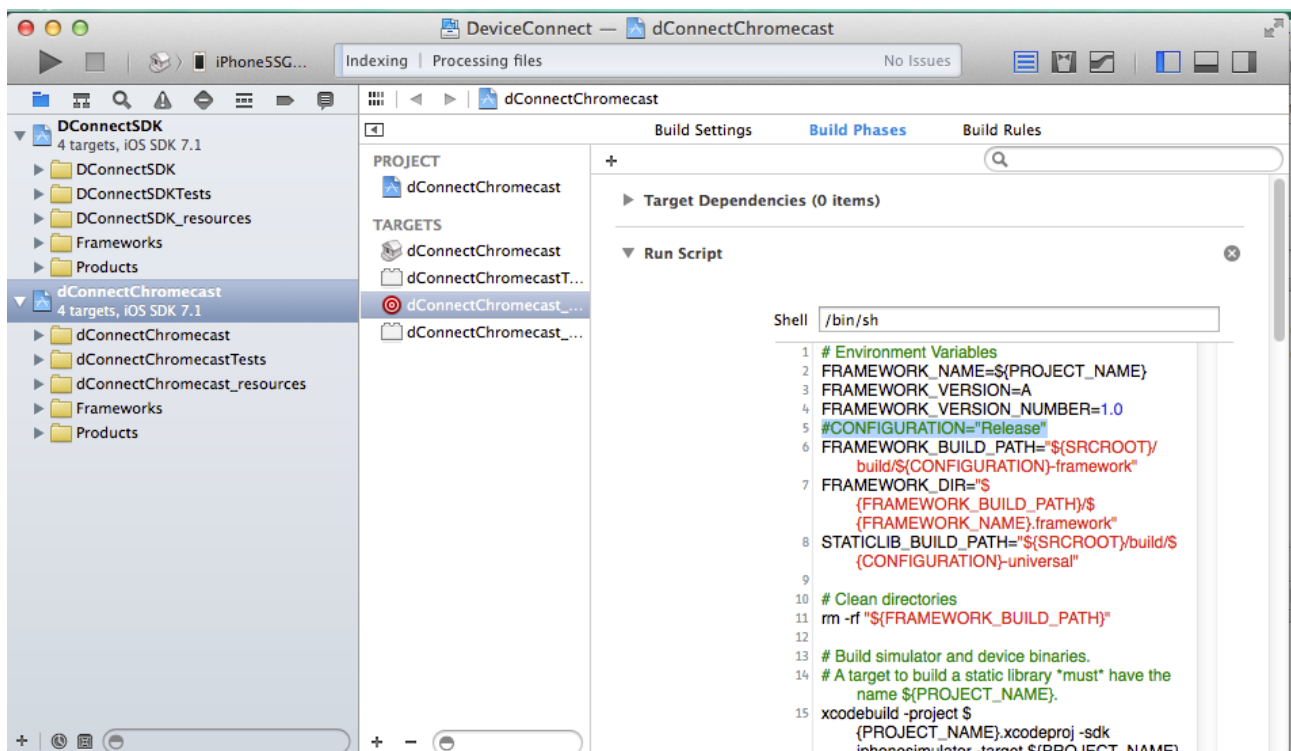 DeviceConnect — dConnectChromecast
iPhone5SG...
Indexing | Processing files
No Issues
dConnectChromecast
DConnectSDK
4 targets, iOS SDK 7.1
DConnectSDK
DConnectSDKTests
DConnectSDK_resources
Frameworks
Products
dConnectChromecast
4 targets, iOS SDK 7.1
dConnectChromecast
dConnectChromecastTests
dConnectChromecast_resources
Frameworks
Products
Build Settings
Build Phases
Build Rules
PROJECT
dConnectChromecast
TARGETS
dConnectChromecast
dConnectChromecastT...
dConnectChromecast_...
dConnectChromecast_...
Target Dependencies (0 items)
Run Script
Shell /bin/sh
1 # Environment Variables
2 FRAMEWORK_NAME=${PROJECT_NAME}
3 FRAMEWORK_VERSION=A
4 FRAMEWORK_VERSION_NUMBER=1.0
5 #CONFIGURATION="Release"
6 FRAMEWORK_BUILD_PATH="${SRCROOT}/
build/${CONFIGURATION}-framework"
7 FRAMEWORK_DIR="$
{FRAMEWORK_BUILD_PATH}/$
{FRAMEWORK_NAME}.framework"
8 STATICLIB_BUILD_PATH="${SRCROOT}/build/$
{CONFIGURATION}-universal"
9
10 # Clean directories
11 rm -rf "${FRAMEWORK_BUILD_PATH}"
12
13 # Build simulator and device binaries.
14 # A target to build a static library *must* have the
name ${PROJECT_NAME}.
15 xcodebuild -project $
{PROJECT_NAME}.xcodeproj -sdk
iphonesimulator -target ${PROJECT_NAME}